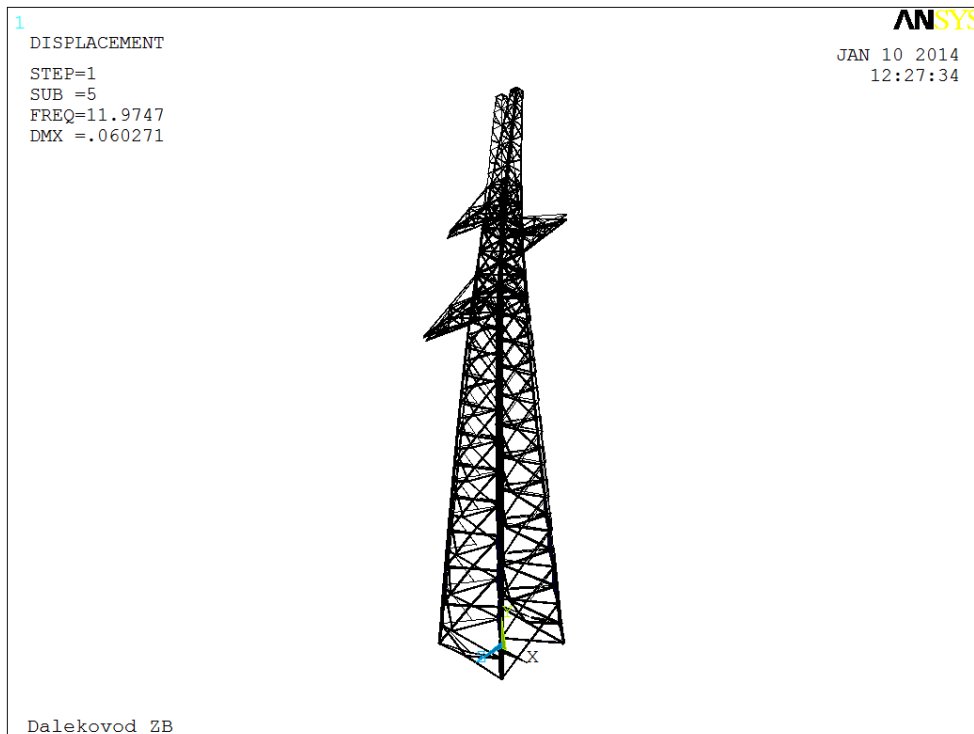 1
DISPLACEMENT
STEP=1
SUB =5
FREQ=11.9747
DMX =.060271
ANSYS
JAN 10 2014
12:27:34
Y
Z
X
Dalekovod ZB